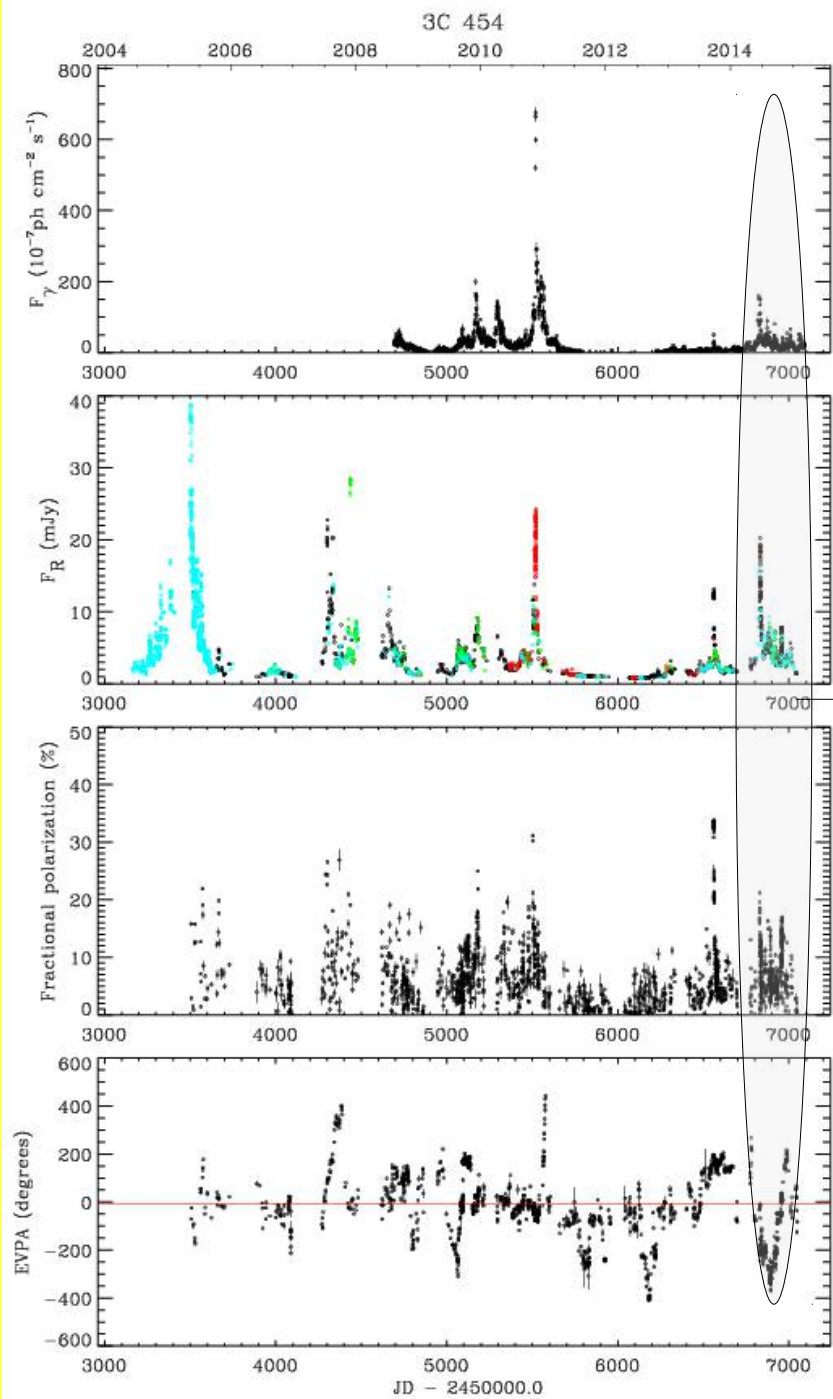 3C 454
2004 2006 2008 2010 2012 2014
800
600
400
200
0
F_γ (10⁻⁷ph cm⁻² s⁻¹)
3000 4000 5000 6000 7000
40
30
20
10
0
F_R (mJy)
3000 4000 5000 6000 7000
50
40
30
20
10
0
Fractional polarization (%)
3000 4000 5000 6000 7000
600
400
200
0
−200
−400
−600
EVPA (degrees)
3000 4000 5000 6000 7000
JD − 2450000.0